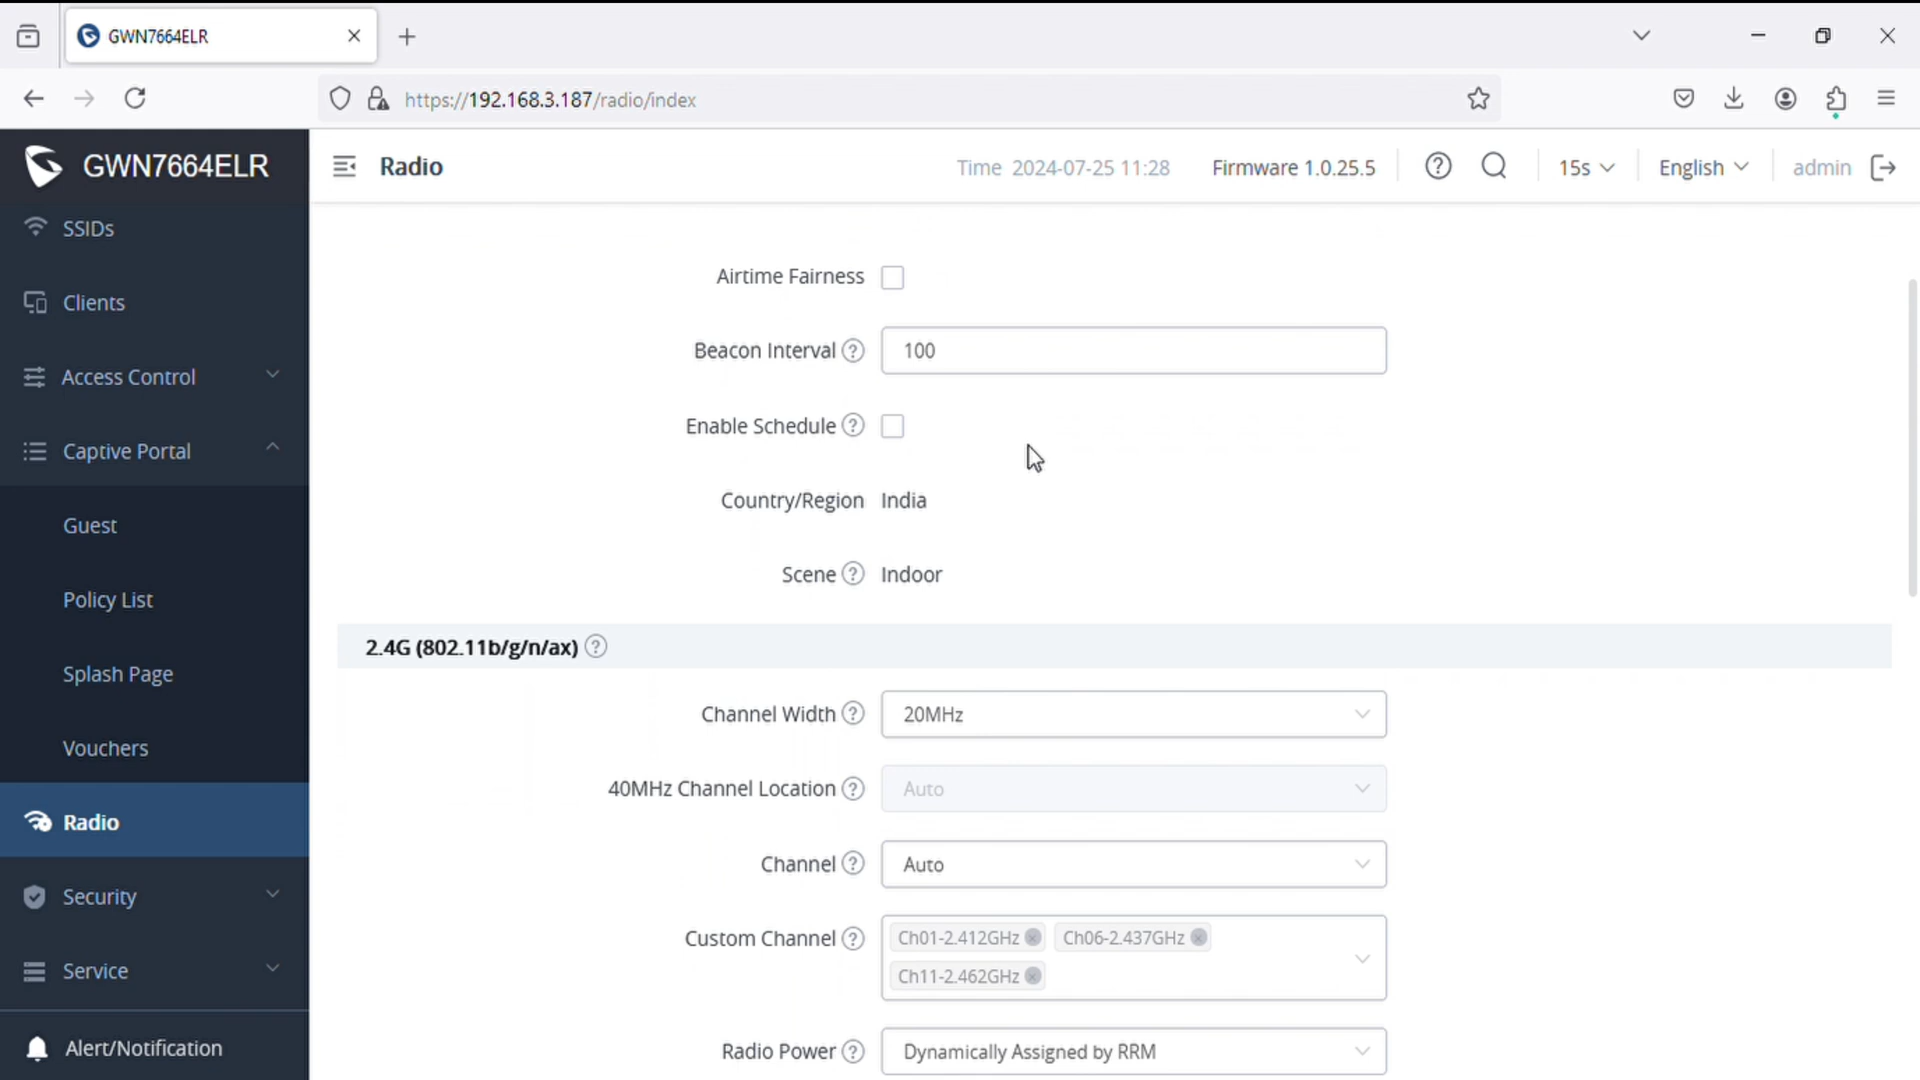 GWN7664ELR
https://192.168.3.187/radio/index
GWN7664ELR
Radio
Time 2024-07-25 11:28
Firmware 1.0.25.5
15s
English
admin
SSIDs
Clients
Access Control
Captive Portal
Guest
Policy List
Splash Page
Vouchers
Radio
Security
Service
Alert/Notification
Airtime Fairness
Beacon Interval 100
Enable Schedule
Country/Region India
Scene Indoor
2.4G (802.11b/g/n/ax)
Channel Width 20MHz
40MHz Channel Location Auto
Channel Auto
Custom Channel Ch01-2.412GHz Ch06-2.437GHz
Ch11-2.462GHz
Radio Power Dynamically Assigned by RRM